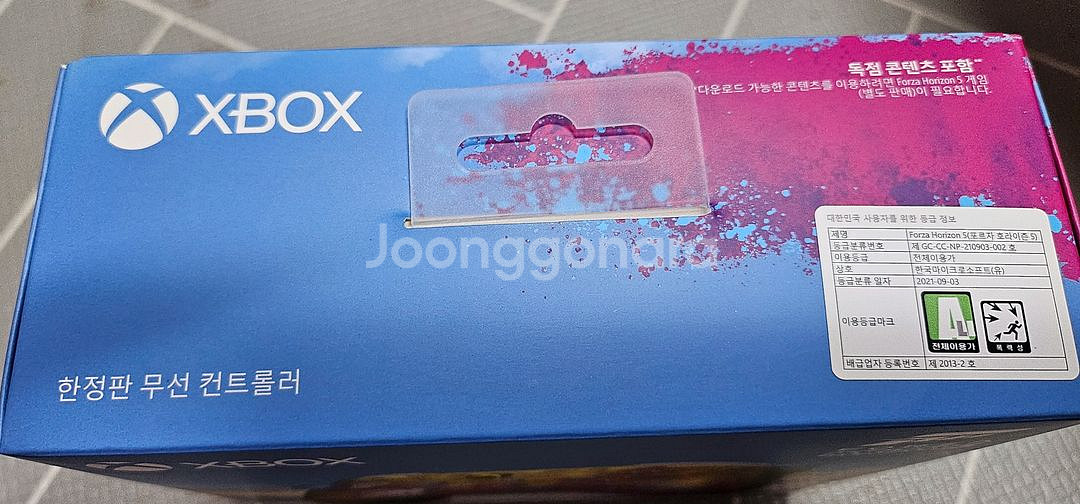 XBOX
독점 콘텐츠 포함**
*다운로드 가능한 콘텐츠를 이용하려면 Forza Horizon 5 게임
(별도 판매)이 필요합니다.
Joonggonara
대한민국 사용자를 위한 등급 정보
제명 Forza Horizon 5(포르자 호라이즌 5)
등급분류번호 제 GC-CC-NP-210903-002 호
이용등급 전체이용가
상호 한국마이크로소프트(유)
등급분류 일자 2021-09-03
이용등급마크
ALL
전체이용가
폭력성
배급업자 등록번호 제 2013-2 호
한정판 무선 컨트롤러
XBOX